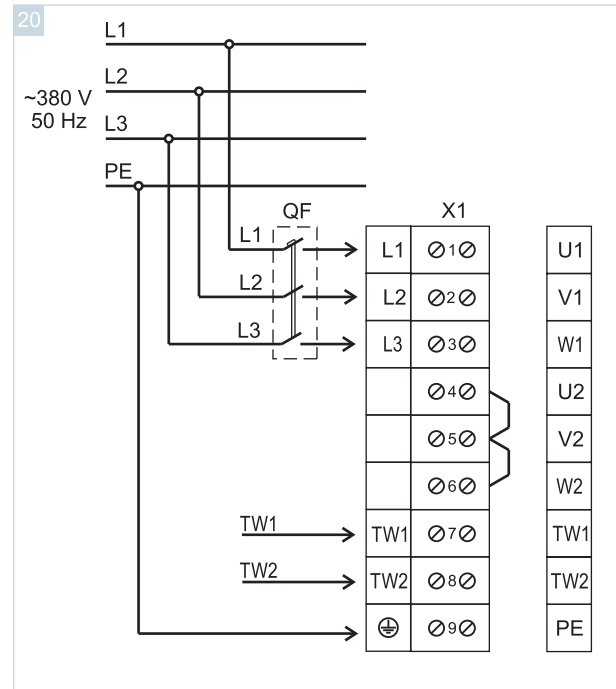 20
L1
L2
~380 V
50 Hz
L3
PE
QF
X1
L1
L1
1
U1
L2
L2
2
V1
L3
L3
3
W1
4
U2
5
V2
6
W2
TW1
TW1
7
TW1
TW2
TW2
8
TW2
9
PE